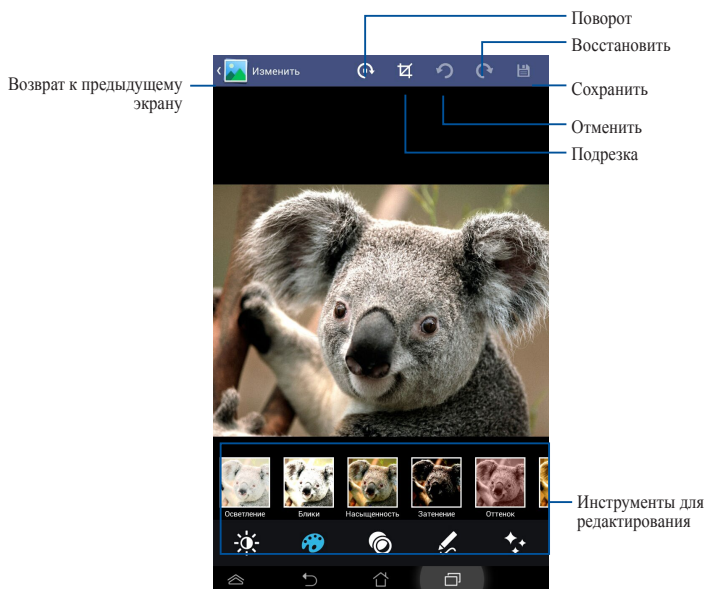 Поворот
Восстановить
Изменить
Возврат к предыдущему
экрану
Сохранить
Отменить
Подрезка
Осветление
Блики
Насыщенность
Затенение
Оттенок
Инструменты для
редактирования